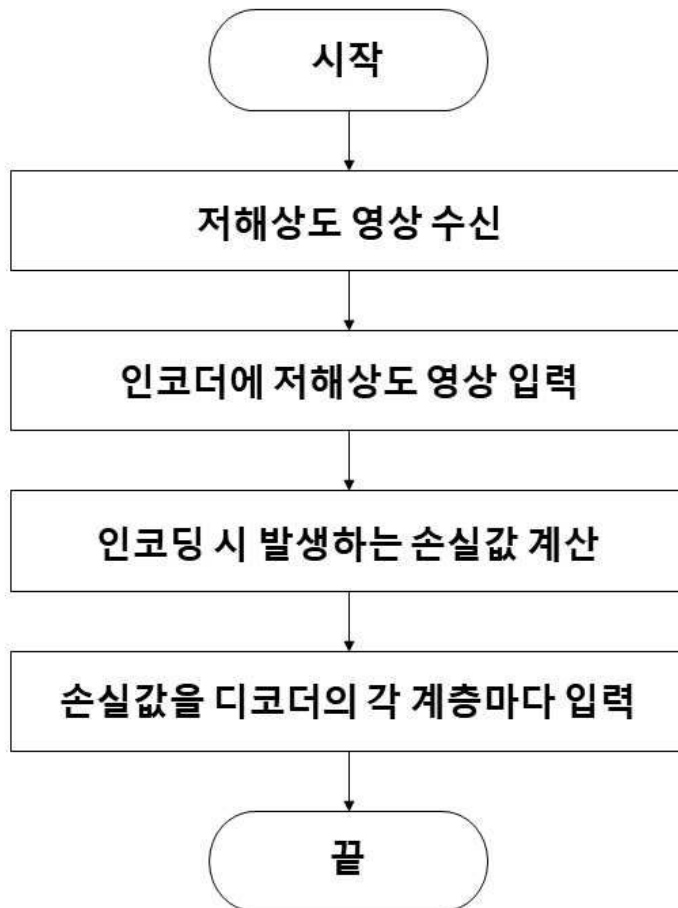 시작
저해상도 영상 수신
인코더에 저해상도 영상 입력
인코딩 시 발생하는 손실값 계산
손실값을 디코더의 각 계층마다 입력
끝